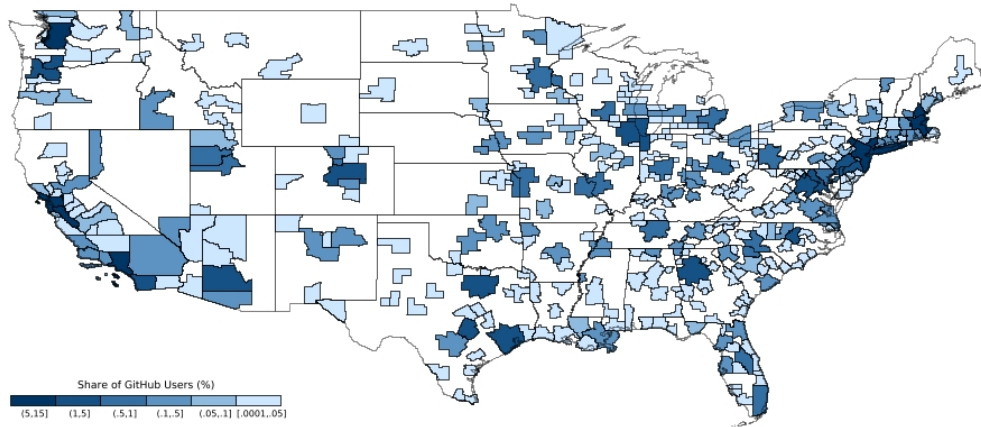 Share of GitHub Users (%)
(5,15] (1,5] (.5,1] (.1,.5] (.05,.1] [.0001,.05]